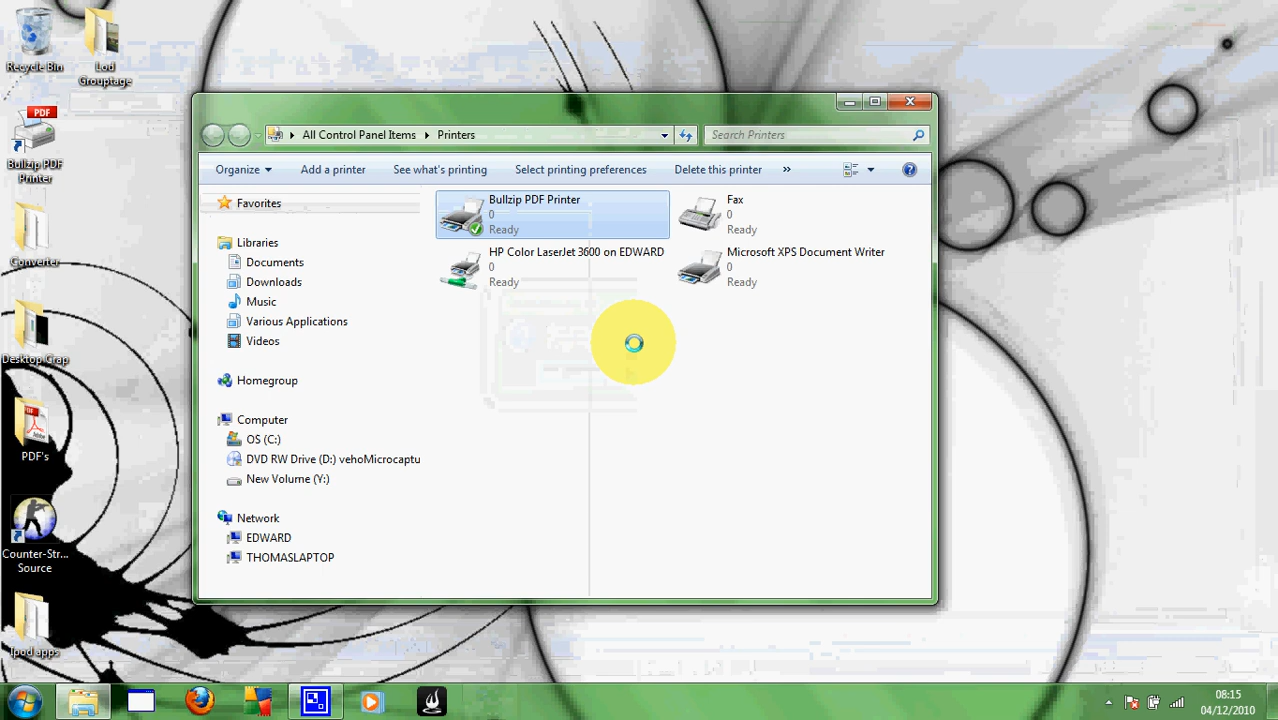 Recycle Bin
Lod
Grouptage
PDF
Bullzip PDF
Printer
Converter
Desktop Grap
PDF's
Counter-Str...
Source
Ipod apps
All Control Panel Items
Printers
Search Printers
Organize
Add a printer
See what's printing
Select printing preferences
Delete this printer
»
Favorites
Libraries
Documents
Downloads
Music
Various Applications
Videos
Homegroup
Computer
OS (C:)
DVD RW Drive (D:) vehoMicrocaptu
New Volume (Y:)
Network
EDWARD
THOMASLAPTOP
Bullzip PDF Printer
0
Ready
Fax
0
Ready
HP Color LaserJet 3600 on EDWARD
0
Ready
Microsoft XPS Document Writer
0
Ready
08:15
04/12/2010